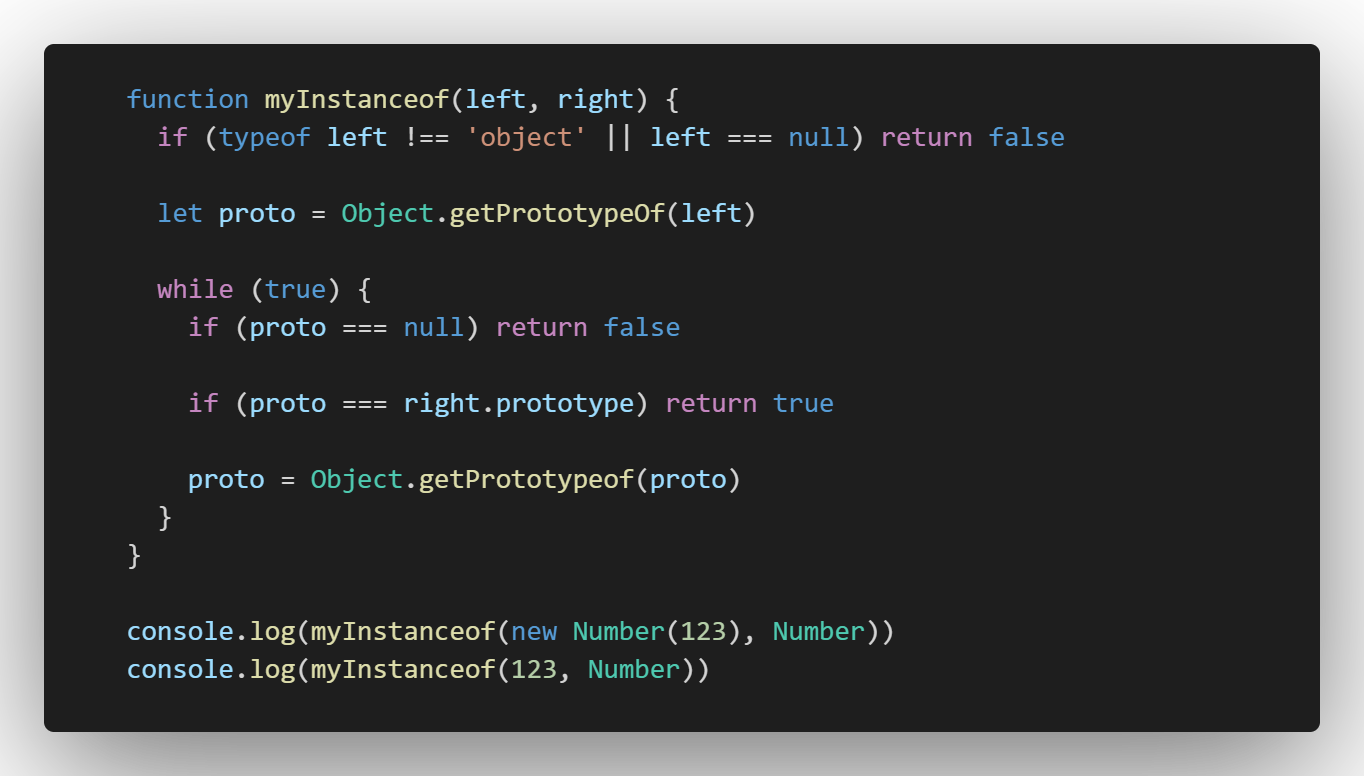 function myInstanceof(left, right) {
  if (typeof left !== 'object' || left === null) return false
  let proto = Object.getPrototypeOf(left)
  while (true) {
    if (proto === null) return false
    if (proto === right.prototype) return true
    proto = Object.getPrototypeof(proto)
  }
}
console.log(myInstanceof(new Number(123), Number))
console.log(myInstanceof(123, Number))